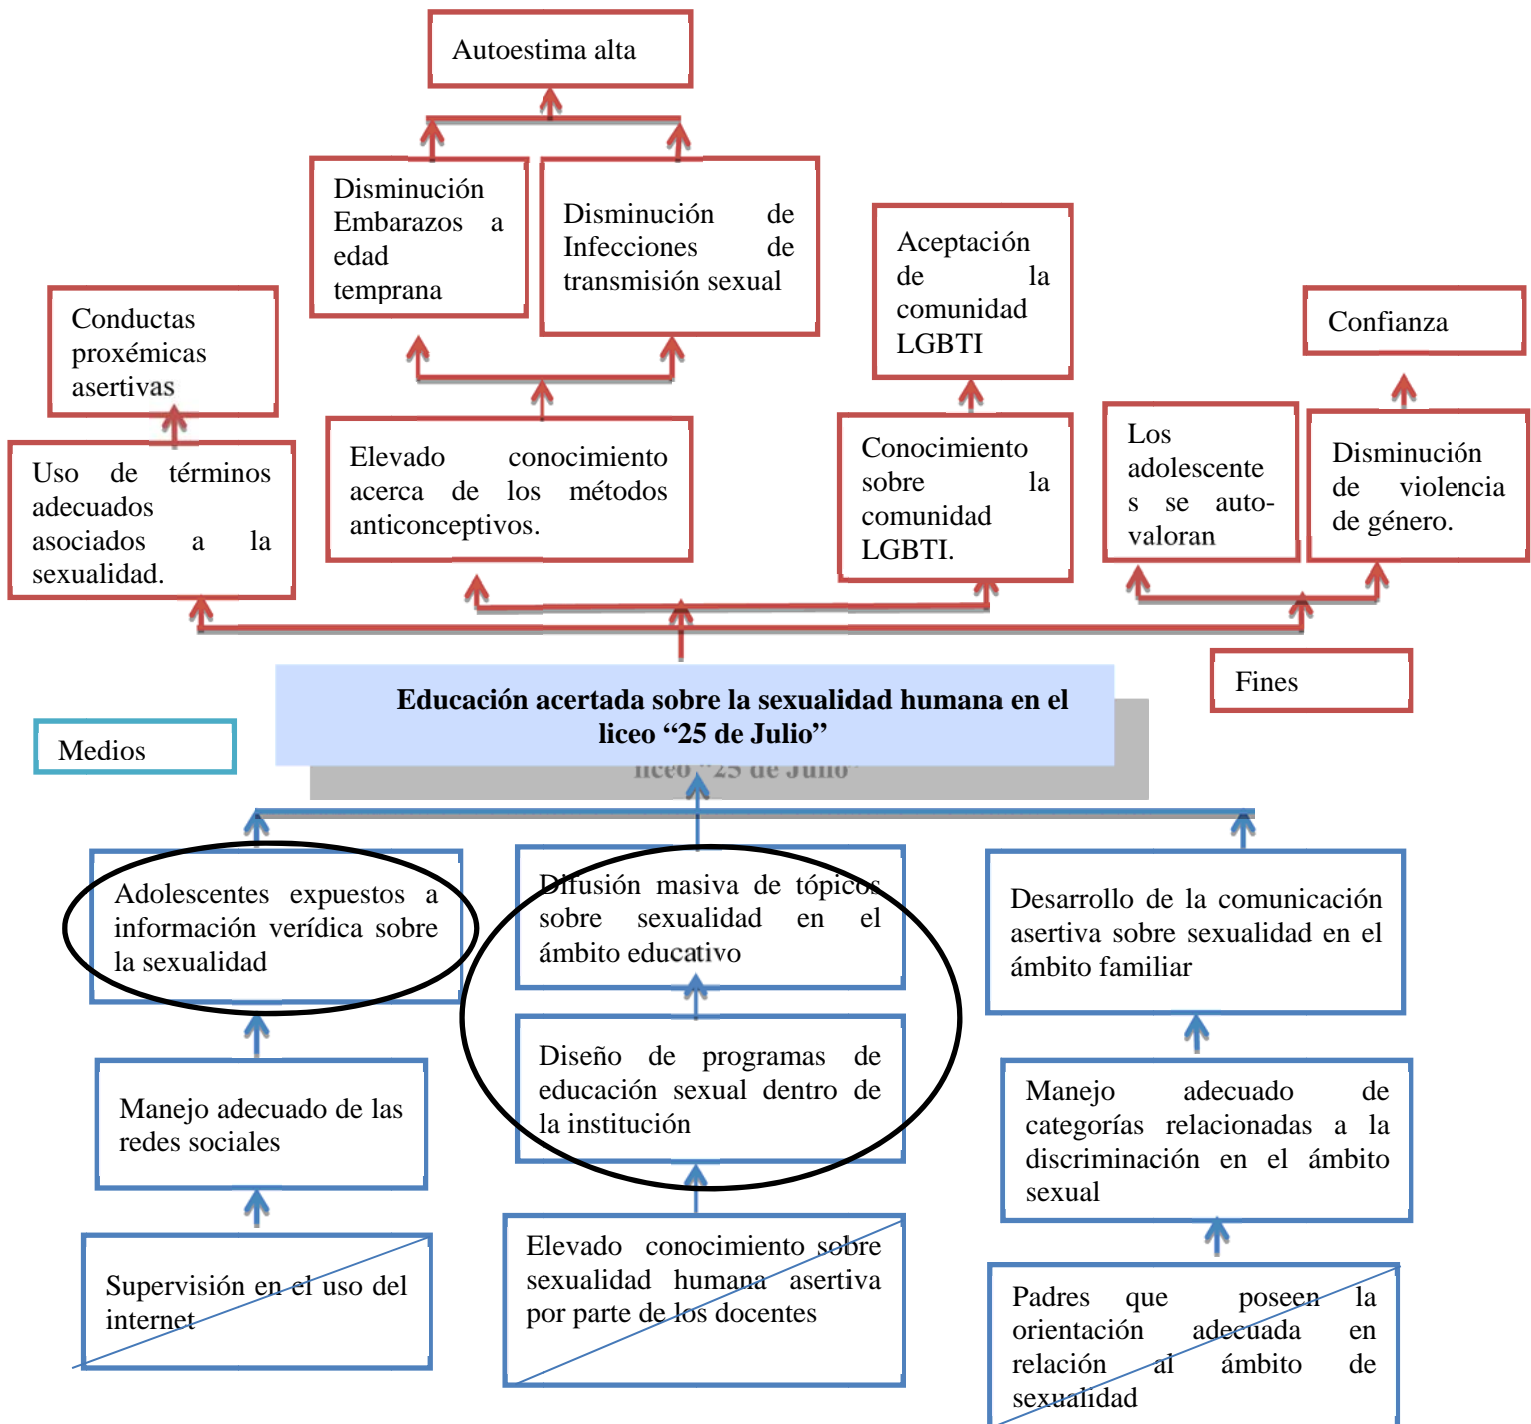 Autoestima alta
Disminución
Embarazos a
edad
temprana
Disminución de
Infecciones de
transmisión sexual
Aceptación
de la
comunidad
LGBTI
Conductas
proxémicas
asertivas
Confianza
Uso de términos
adecuados
asociados a la
sexualidad.
Elevado conocimiento
acerca de los métodos
anticonceptivos.
Conocimiento
sobre la
comunidad
LGBTI.
Los
adolescente
s se auto-
valoran
Disminución
de violencia
de género.
Educación acertada sobre la sexualidad humana en el
liceo “25 de Julio”
liceo “25 de Julio”
Fines
Medios
Adolescentes expuestos a
información verídica sobre
la sexualidad
Difusión masiva de tópicos
sobre sexualidad en el
ámbito educativo
Desarrollo de la comunicación
asertiva sobre sexualidad en el
ámbito familiar
Manejo adecuado de las
redes sociales
Diseño de programas de
educación sexual dentro de
la institución
Manejo adecuado de
categorías relacionadas a la
discriminación en el ámbito
sexual
Supervisión en el uso del
internet
Elevado conocimiento sobre
sexualidad humana asertiva
por parte de los docentes
Padres que poseen la
orientación adecuada en
relación al ámbito de
sexualidad